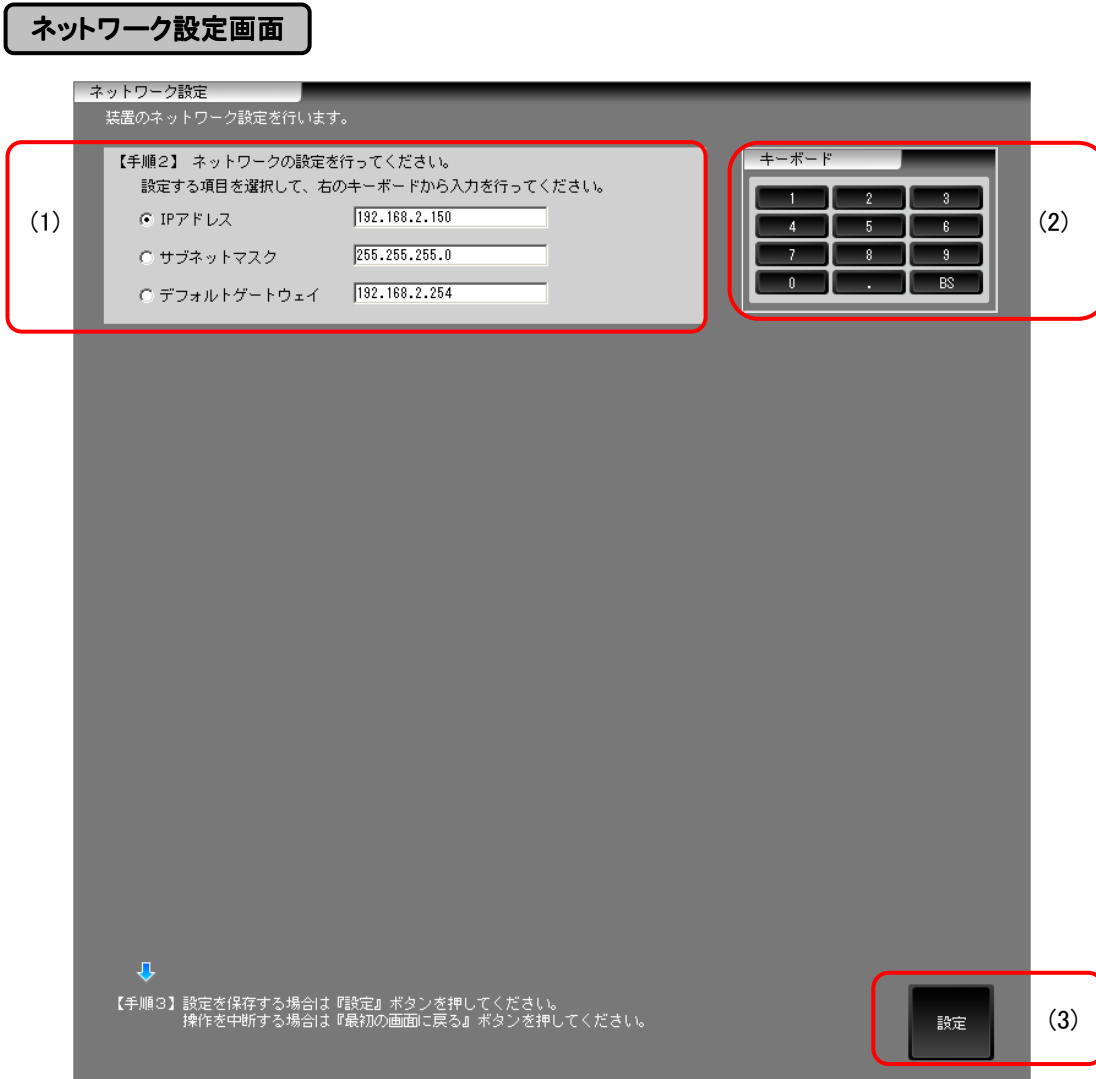 ネットワーク設定画面
ネットワーク設定
装置のネットワーク設定を行います。
【手順2】 ネットワークの設定を行ってください。
設定する項目を選択して、右のキーボードから入力を行ってください。
(1)
IPアドレス 192.168.2.150
サブネットマスク 255.255.255.0
デフォルトゲートウェイ 192.168.2.254
キーボード
1 2 3
4 5 6
7 8 9
0 . BS
(2)
【手順3】設定を保存する場合は『設定』ボタンを押してください。
操作を中断する場合は『最初の画面に戻る』ボタンを押してください。
設定
(3)